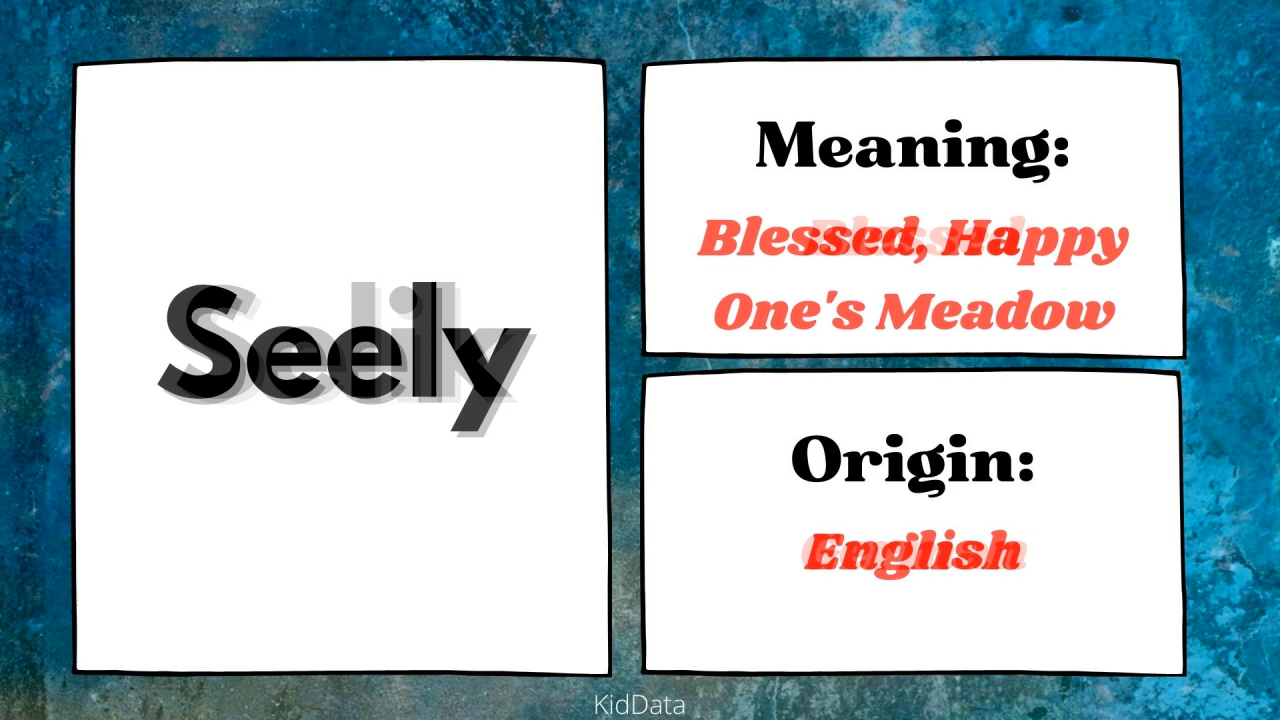 Seely
Meaning:
Blessed, Happy
One's Meadow
Origin:
English
KidData